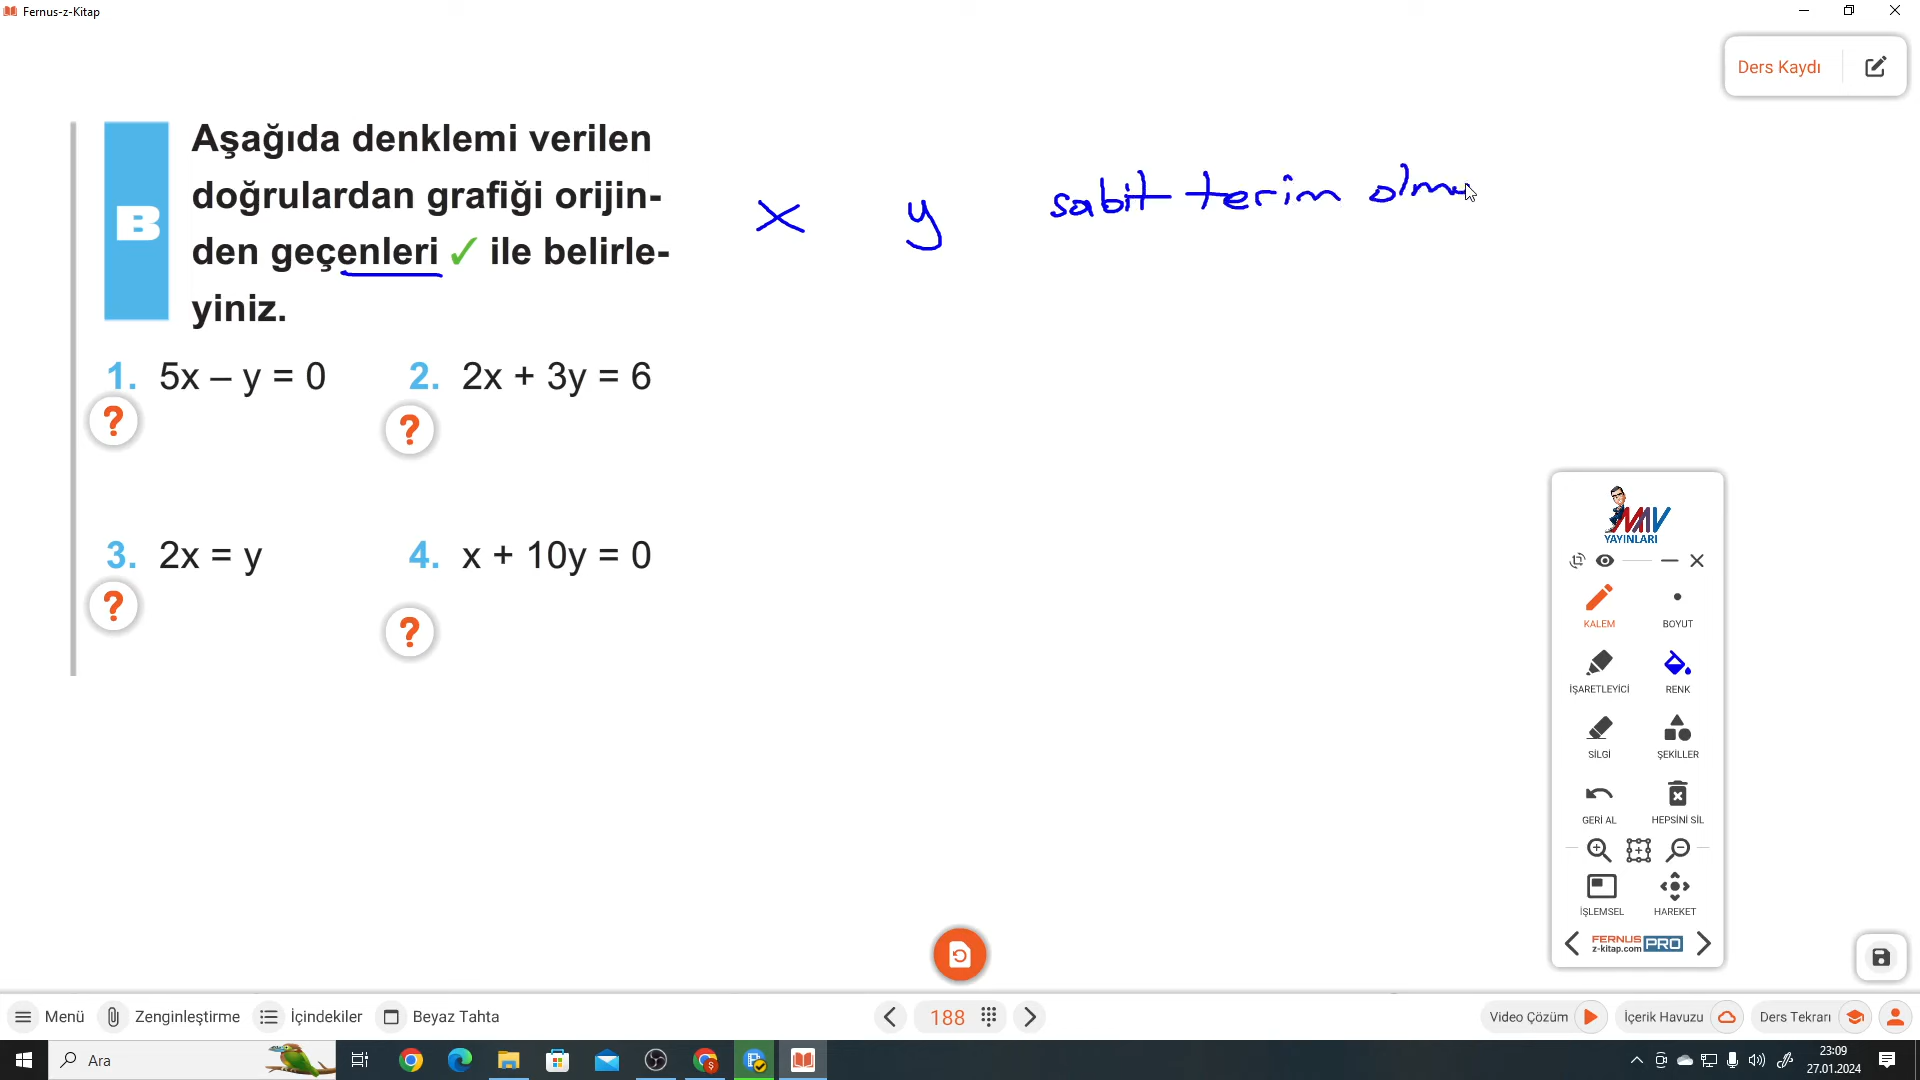 Fernus-z-Kitap
Ders Kaydı
B
Aşağıda denklemi verilen
doğrulardan grafiği orijin-
den geçenleri ✓ ile belirle-
yiniz.
x y sabit terim olmu
1. 5x – y = 0 2. 2x + 3y = 6
? ?
3. 2x = y 4. x + 10y = 0
? ?
MAV
YAYINLARI
KALEM BOYUT
İŞARETLEYİCİ RENK
SİLGİ ŞEKİLLER
GERİ AL HEPSİNİ SİL
İŞLEMSEL HAREKET
FERNUS PRO
z-kitap.com
Menü Zenginleştirme İçindekiler Beyaz Tahta 188 Video Çözüm İçerik Havuzu Ders Tekrarı
Ara 23:09
27.01.2024